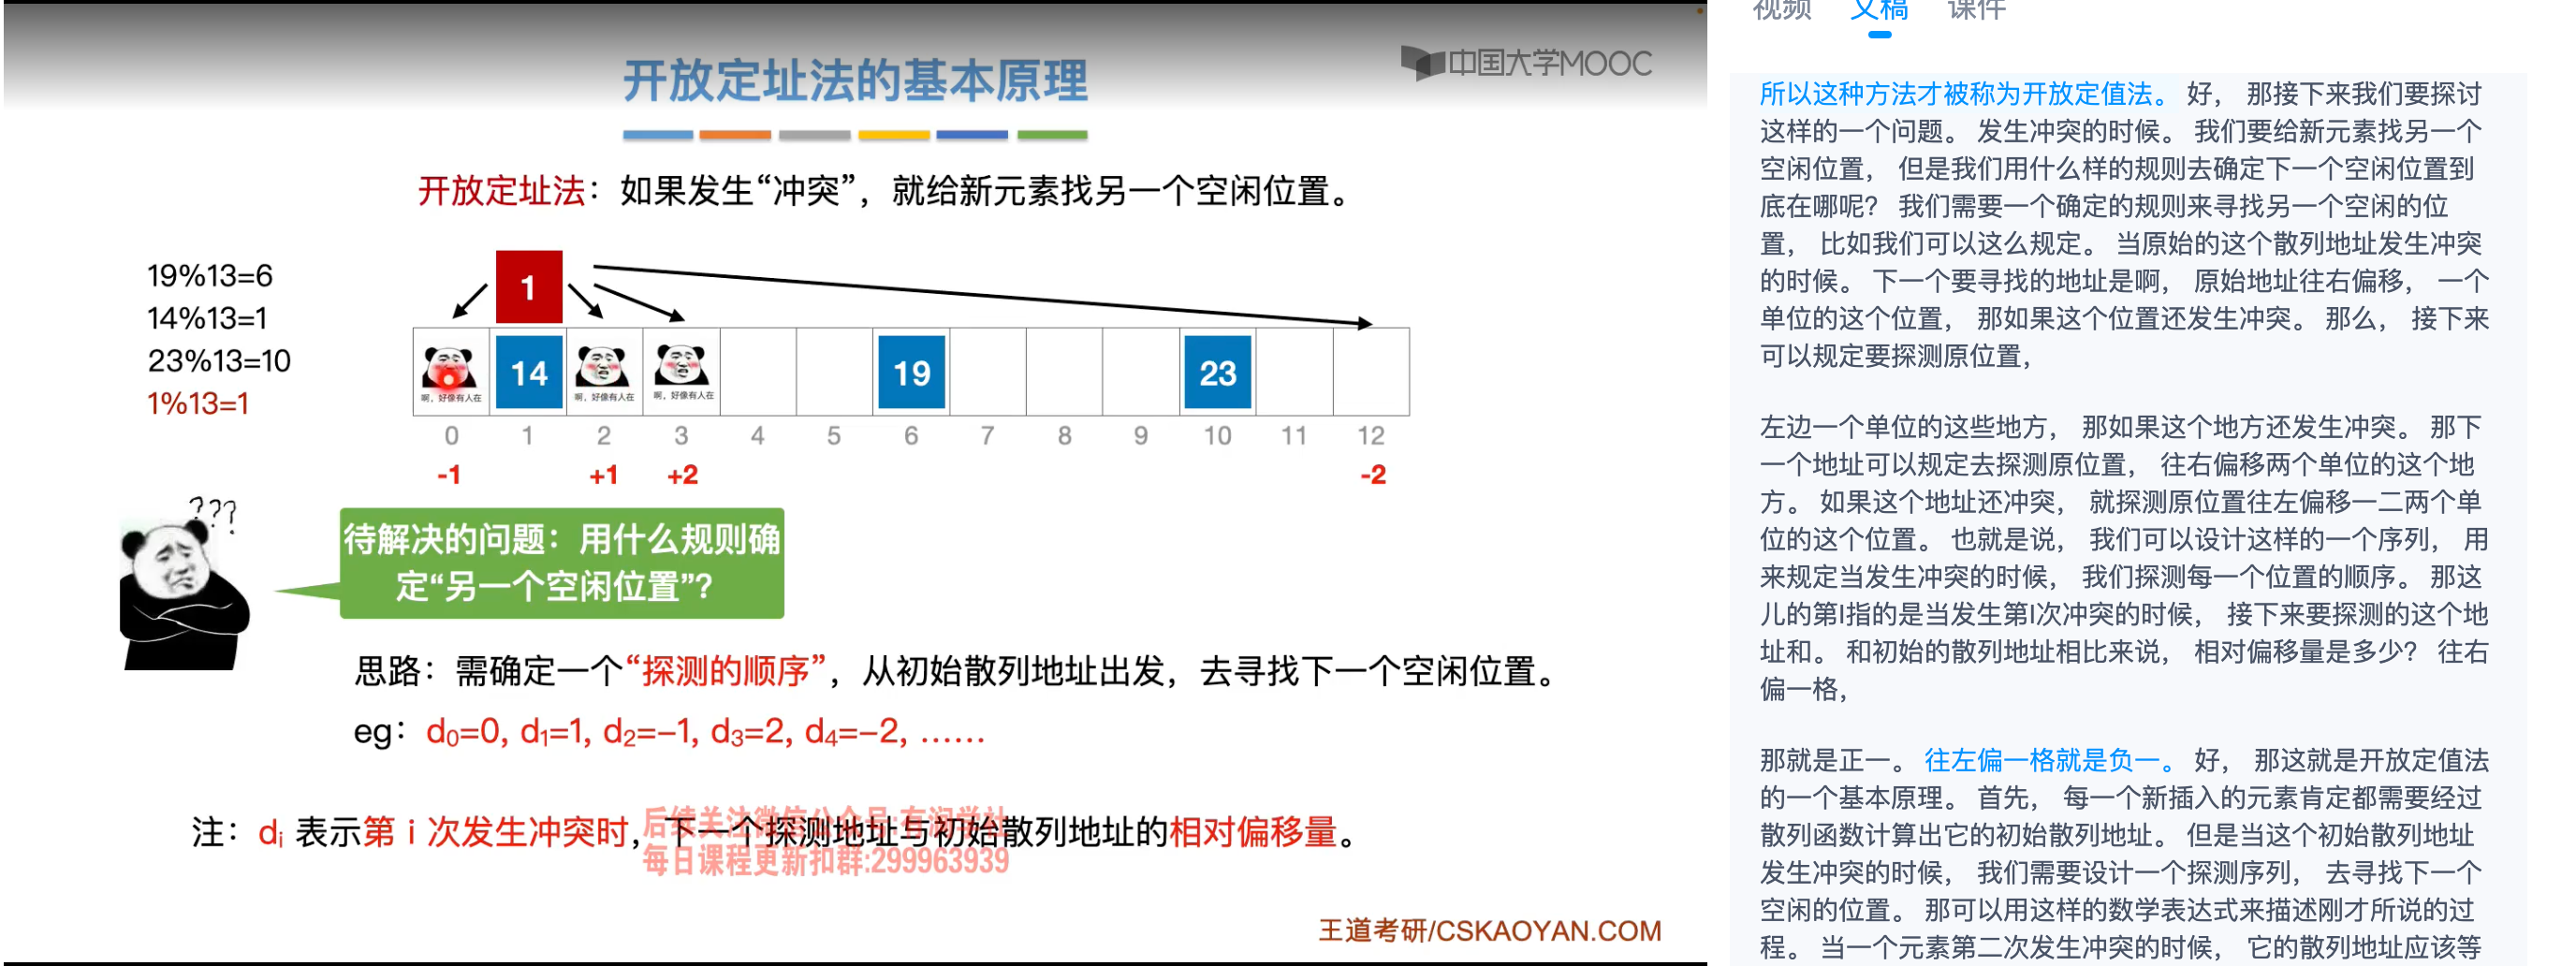 中国大学MOOC
开放定址法的基本原理
开放定址法：如果发生“冲突”，就给新元素找另一个空闲位置。
19%13=6
14%13=1
23%13=10
1%13=1
1
14
19
23
啊，好像有人在
啊，好像有人在
啊，好像有人在
0 1 2 3 4 5 6 7 8 9 10 11 12
-1 +1 +2 -2
???
待解决的问题：用什么规则确
定“另一个空闲位置”？
思路：需确定一个“探测的顺序”，从初始散列地址出发，去寻找下一个空闲位置。
eg：d₀=0, d₁=1, d₂=−1, d₃=2, d₄=−2, ……
注：dᵢ 表示第 i 次发生冲突时，下一个探测地址与初始散列地址的相对偏移量。
后续关注微信公众号:有润学社
每日课程更新扣群:299963939
王道考研/CSKAOYAN.COM
视频 文稿 课件
所以这种方法才被称为开放定值法。 好， 那接下来我们要探讨
这样的一个问题。 发生冲突的时候。 我们要给新元素找另一个
空闲位置， 但是我们用什么样的规则去确定下一个空闲位置到
底在哪呢？ 我们需要一个确定的规则来寻找另一个空闲的位
置， 比如我们可以这么规定。 当原始的这个散列地址发生冲突
的时候。 下一个要寻找的地址是啊， 原始地址往右偏移， 一个
单位的这个位置， 那如果这个位置还发生冲突。 那么， 接下来
可以规定要探测原位置，
左边一个单位的这些地方， 那如果这个地方还发生冲突。 那下
一个地址可以规定去探测原位置， 往右偏移两个单位的这个地
方。 如果这个地址还冲突， 就探测原位置往左偏移一二两个单
位的这个位置。 也就是说， 我们可以设计这样的一个序列， 用
来规定当发生冲突的时候， 我们探测每一个位置的顺序。 那这
儿的第I指的是当发生第I次冲突的时候， 接下来要探测的这个地
址和。 和初始的散列地址相比来说， 相对偏移量是多少？ 往右
偏一格，
那就是正一。 往左偏一格就是负一。 好， 那这就是开放定值法
的一个基本原理。 首先， 每一个新插入的元素肯定都需要经过
散列函数计算出它的初始散列地址。 但是当这个初始散列地址
发生冲突的时候， 我们需要设计一个探测序列， 去寻找下一个
空闲的位置。 那可以用这样的数学表达式来描述刚才所说的过
程。 当一个元素第二次发生冲突的时候， 它的散列地址应该等